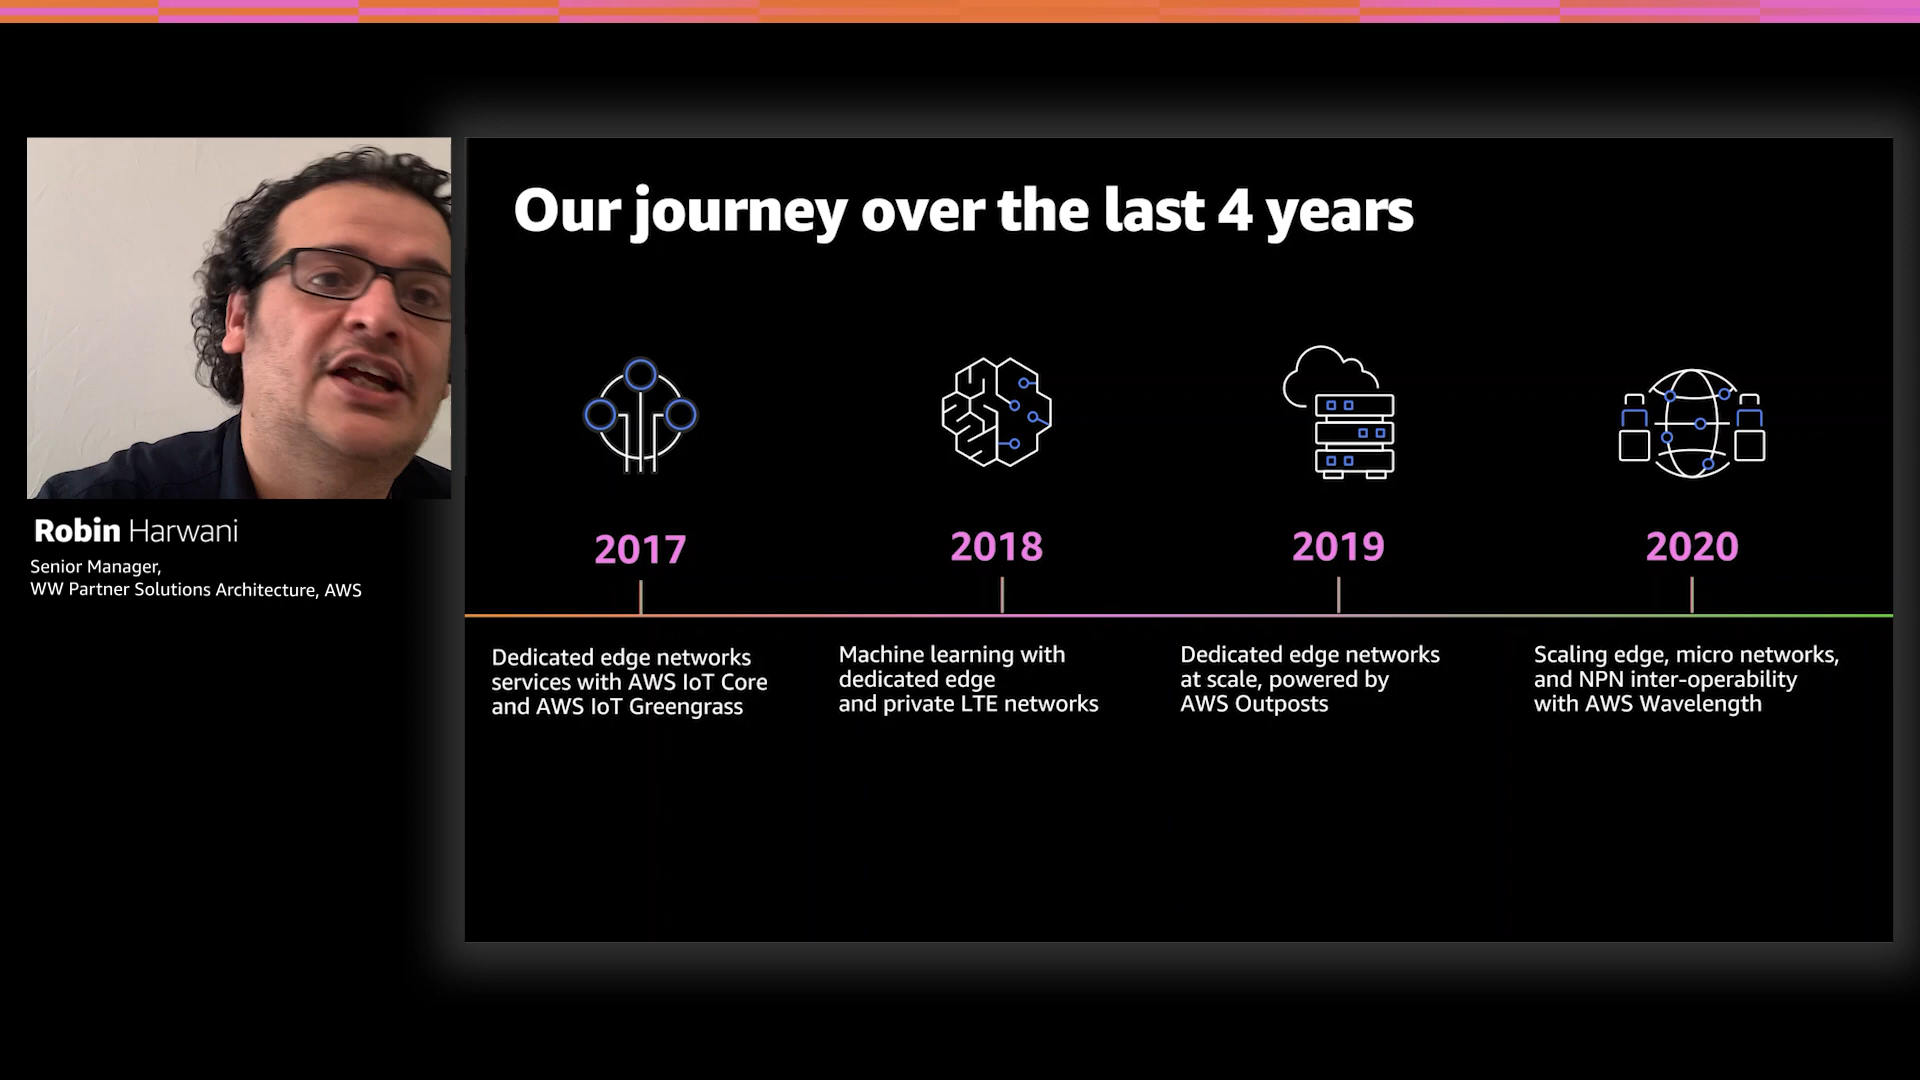 Our journey over the last 4 years
Robin Harwani
Senior Manager,
WW Partner Solutions Architecture, AWS
2017
Dedicated edge networks
services with AWS IoT Core
and AWS IoT Greengrass
2018
Machine learning with
dedicated edge
and private LTE networks
2019
Dedicated edge networks
at scale, powered by
AWS Outposts
2020
Scaling edge, micro networks,
and NPN inter-operability
with AWS Wavelength